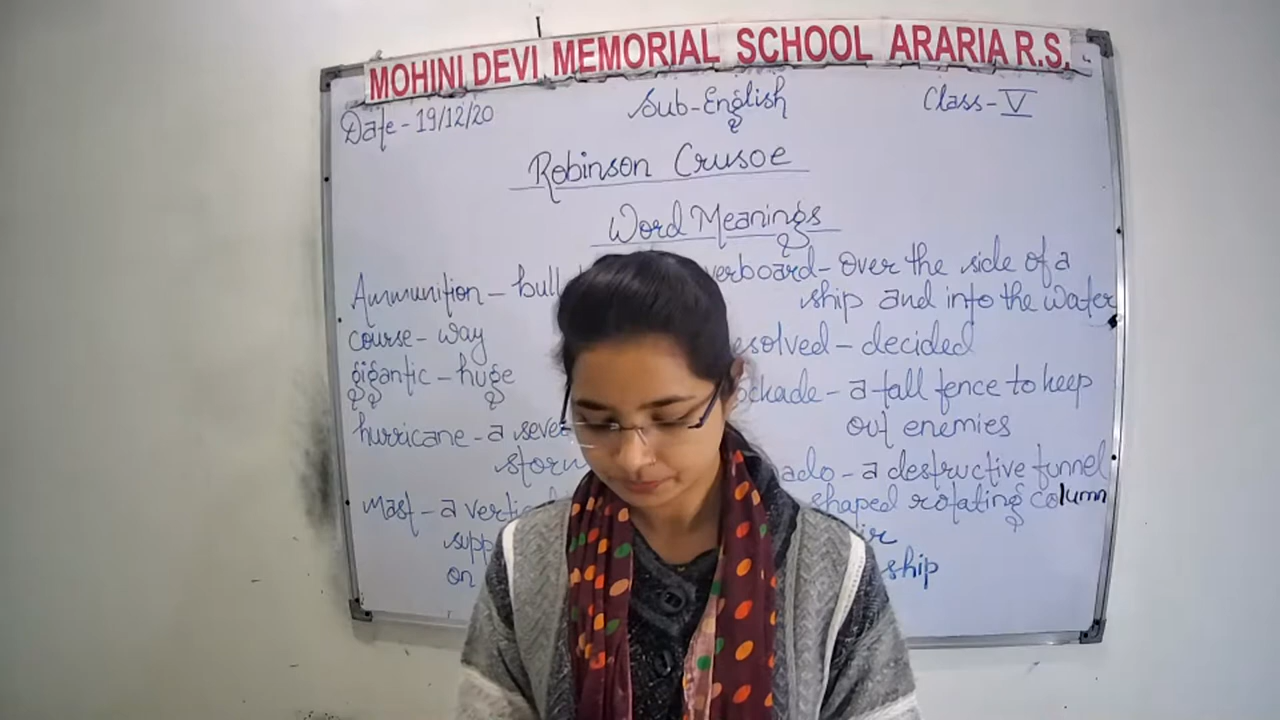 MOHINI DEVI MEMORIAL SCHOOL ARARIA R.S.
Date - 19/12/20 Sub-English Class - V
Robinson Crusoe
Word Meanings
Ammunition - bull
verboard - Over the side of a
ship and into the water
course - way
esolved - decided
gigantic - huge
ockade - a tall fence to keep
out enemies
hurricane - a seve
storm
ado - a destructive funnel
shaped rotating column
Mast - a vertic
supp
ir
on
ship